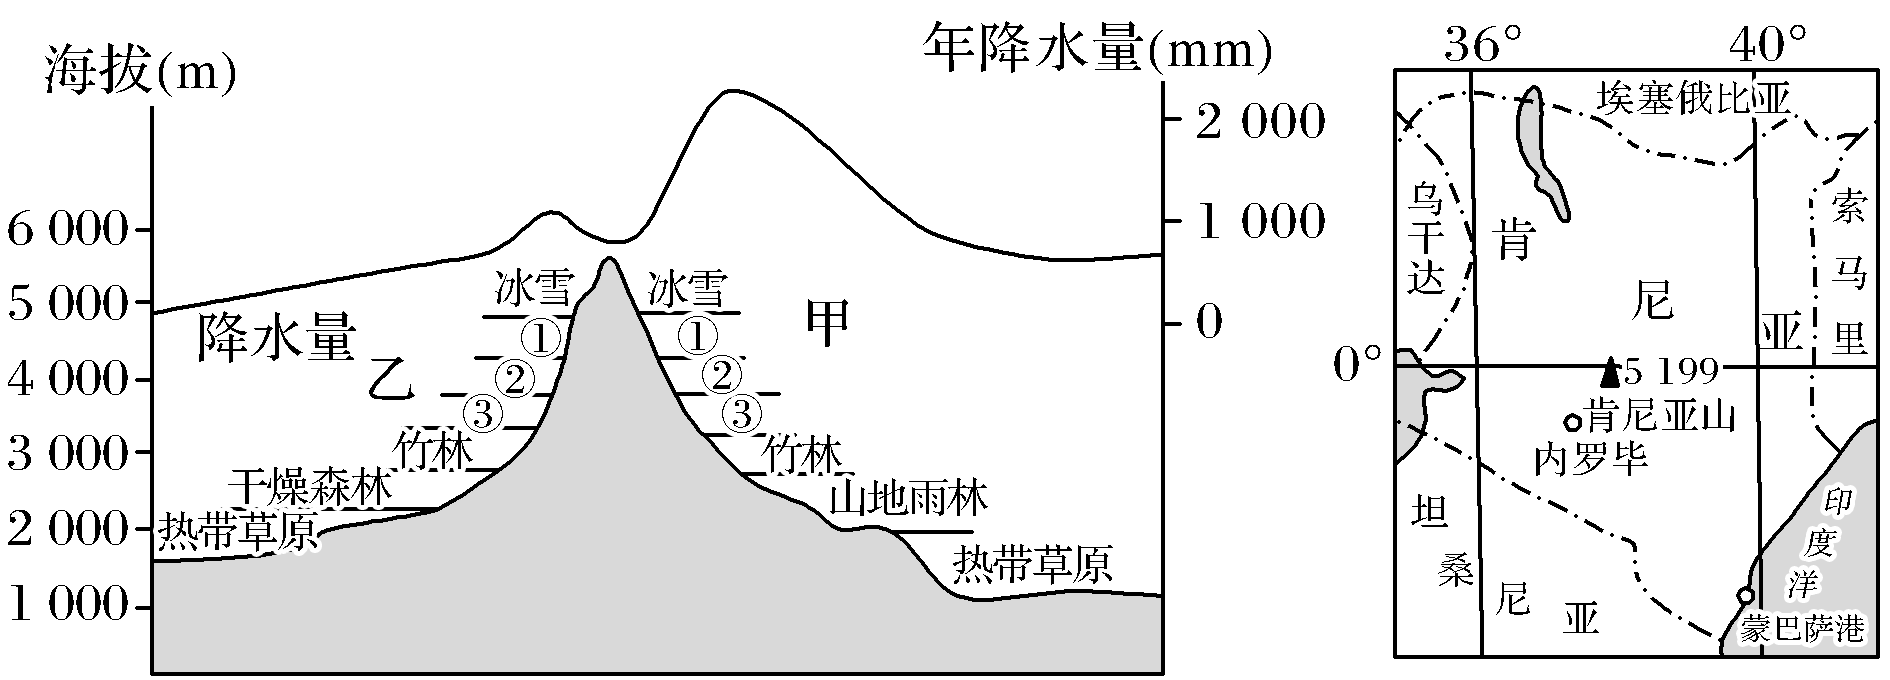 海拔(m)
年降水量(mm)
6 000
5 000
4 000
3 000
2 000
1 000
2 000
1 000
0
降水量
乙
甲
冰雪
冰雪
①
①
②
②
③
③
竹林
竹林
干燥森林
山地雨林
热带草原
热带草原
36°
40°
埃塞俄比亚
乌干达
肯尼亚
索马里
0°
5 199
肯尼亚山
内罗毕
坦桑尼亚
印度洋
蒙巴萨港